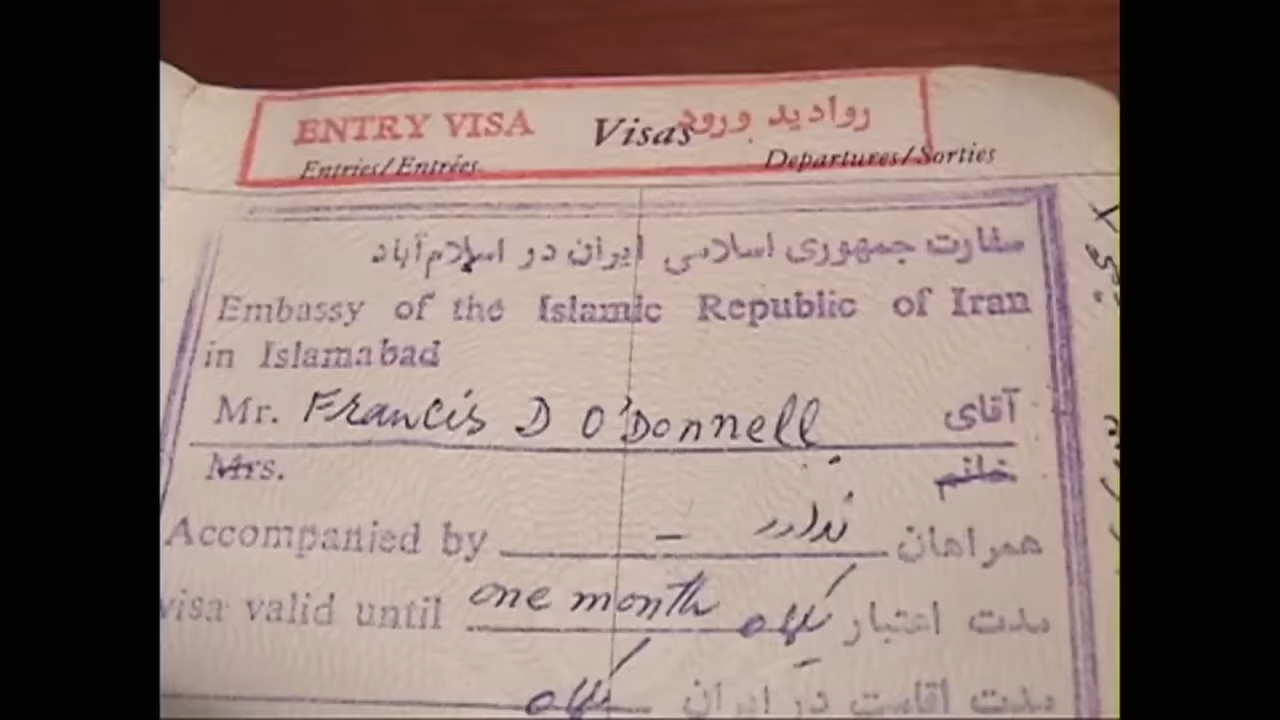 ENTRY VISA Visas روادید ورود
Entries/Entrées Departures/Sorties
سفارت جمهوری اسلامی ایران در اسلام‌آباد
Embassy of the Islamic Republic of Iran
in Islamabad
Mr. Francis D O'Donnell آقای
Mrs. خانم
Accompanied by – ندارد همراهان
visa valid until one month یکماه مدت اعتبار
یکماه مدت اقامت در ایران